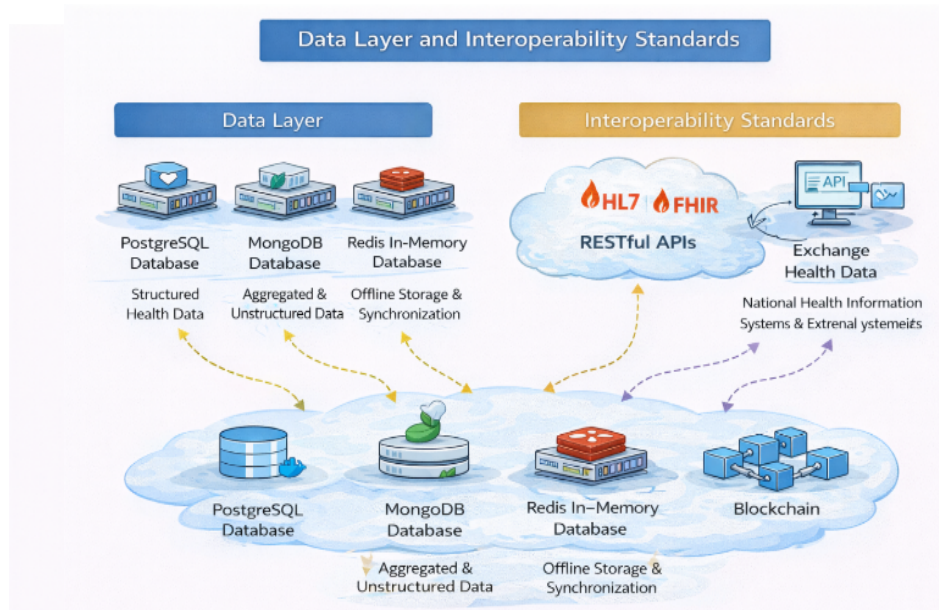 Data Layer and Interoperability Standards
Data Layer
Interoperability Standards
PostgreSQL
Database
MongoDB
Database
Redis In-Memory
Database
Structured
Health Data
Aggregated &
Unstructured Data
Offline Storage &
Synchronization
HL7 | FHIR
RESTful APIs
API
Exchange
Health Data
National Health Information
Systems & Extrenal ystemeits
PostgreSQL
Database
MongoDB
Database
Redis In-Memory
Database
Blockchain
Aggregated &
Unstructured Data
Offline Storage &
Synchronization